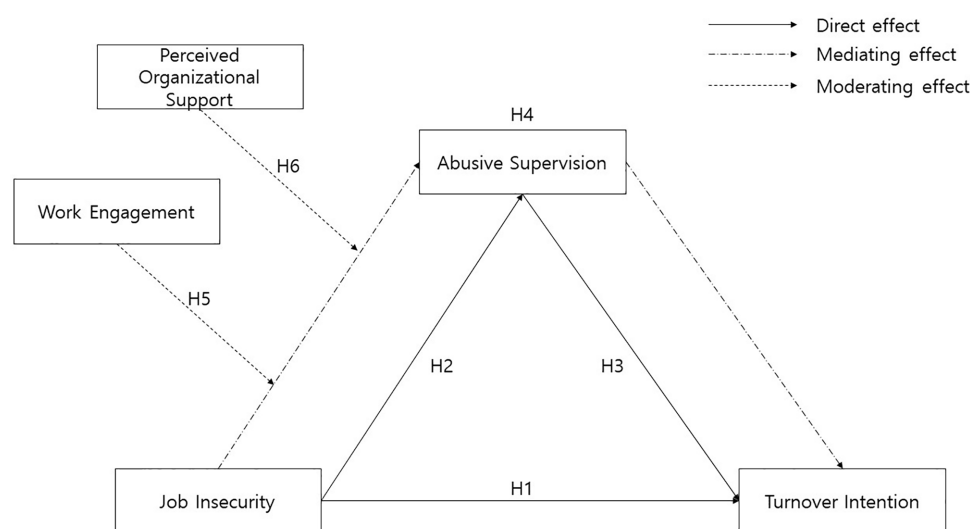 Direct effect
Mediating effect
Moderating effect
Perceived
Organizational
Support
H4
Abusive Supervision
H6
Work Engagement
H5
H2
H3
H1
Job Insecurity
Turnover Intention